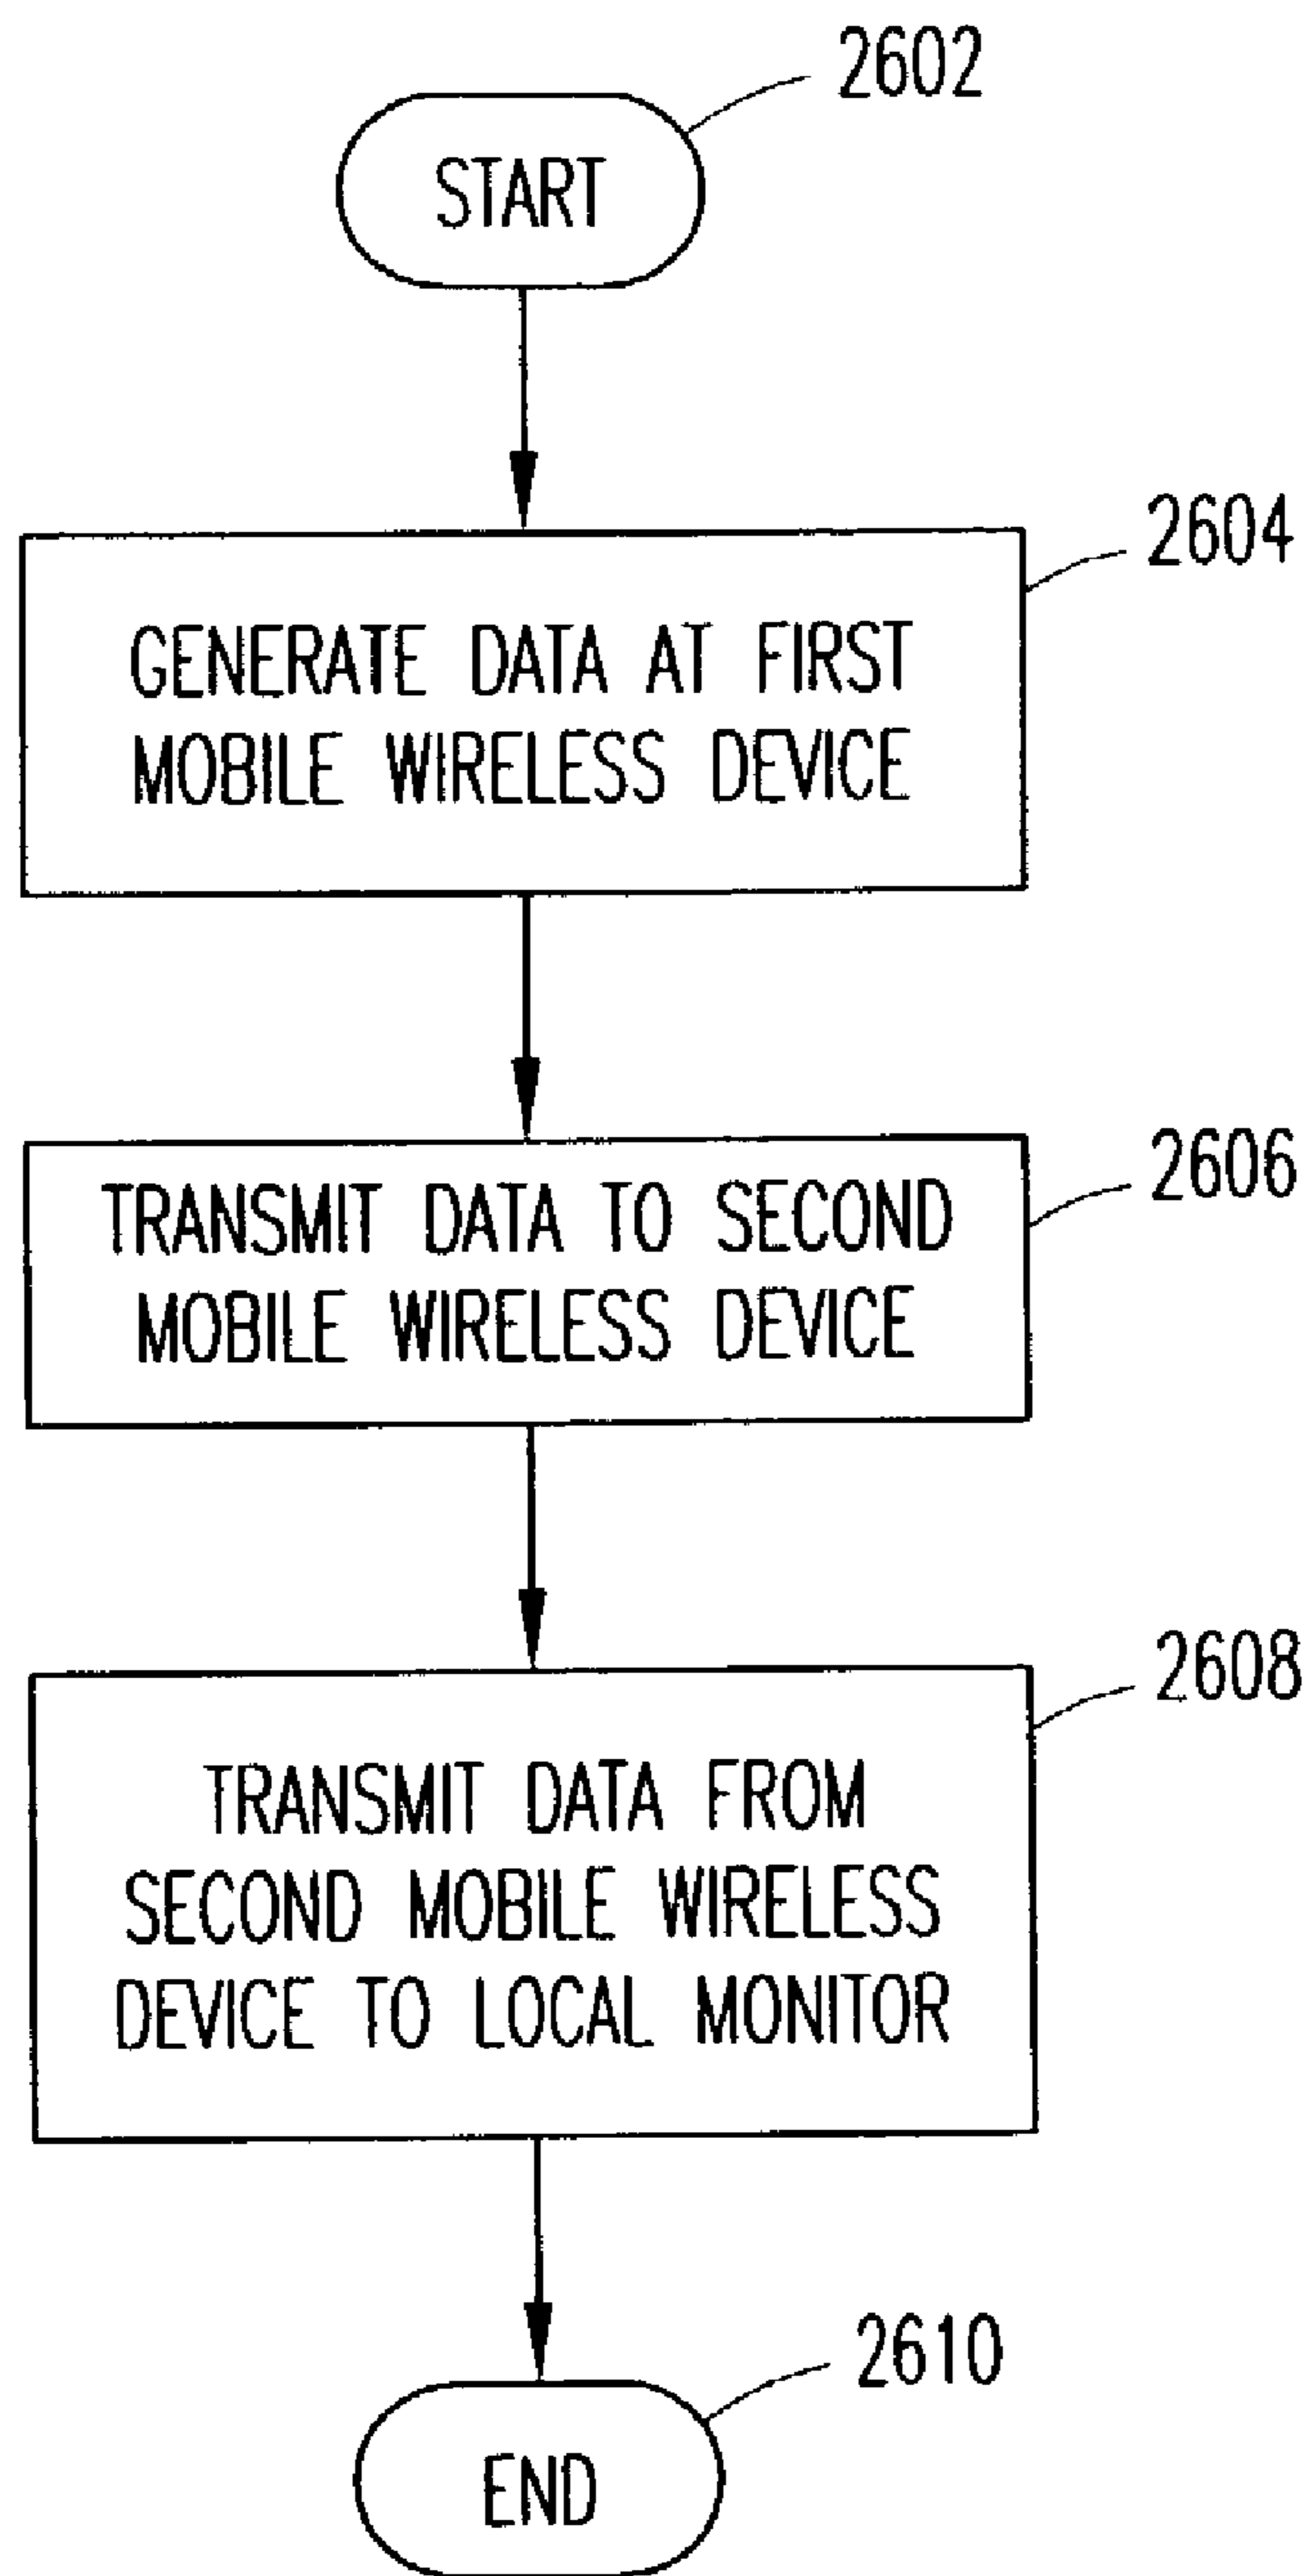 2602
START
2604
GENERATE DATA AT FIRST
MOBILE WIRELESS DEVICE
2606
TRANSMIT DATA TO SECOND
MOBILE WIRELESS DEVICE
2608
TRANSMIT DATA FROM
SECOND MOBILE WIRELESS
DEVICE TO LOCAL MONITOR
2610
END